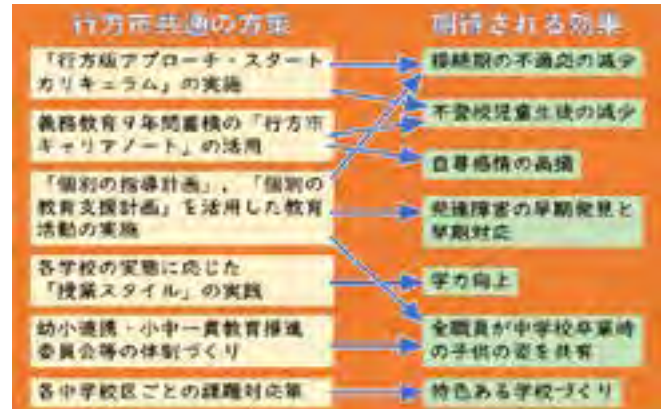 行方市共通の方策
期待される効果
「行方版アプローチ・スタート
カリキュラム」の実施
義務教育9年間蓄積の「行方市
キャリアノート」の活用
「個別の指導計画」,「個別の
教育支援計画」を活用した教育
活動の実施
各学校の実態に応じた
「授業スタイル」の実践
幼小連携・小中一貫教育推進
委員会等の体制づくり
各中学校区ごとの課題対応策
接続期の不適応の減少
不登校児童生徒の減少
自尊感情の高揚
発達障害の早期発見と
早期対応
学力向上
全職員が中学校卒業時
の子供の姿を共有
特色ある学校づくり